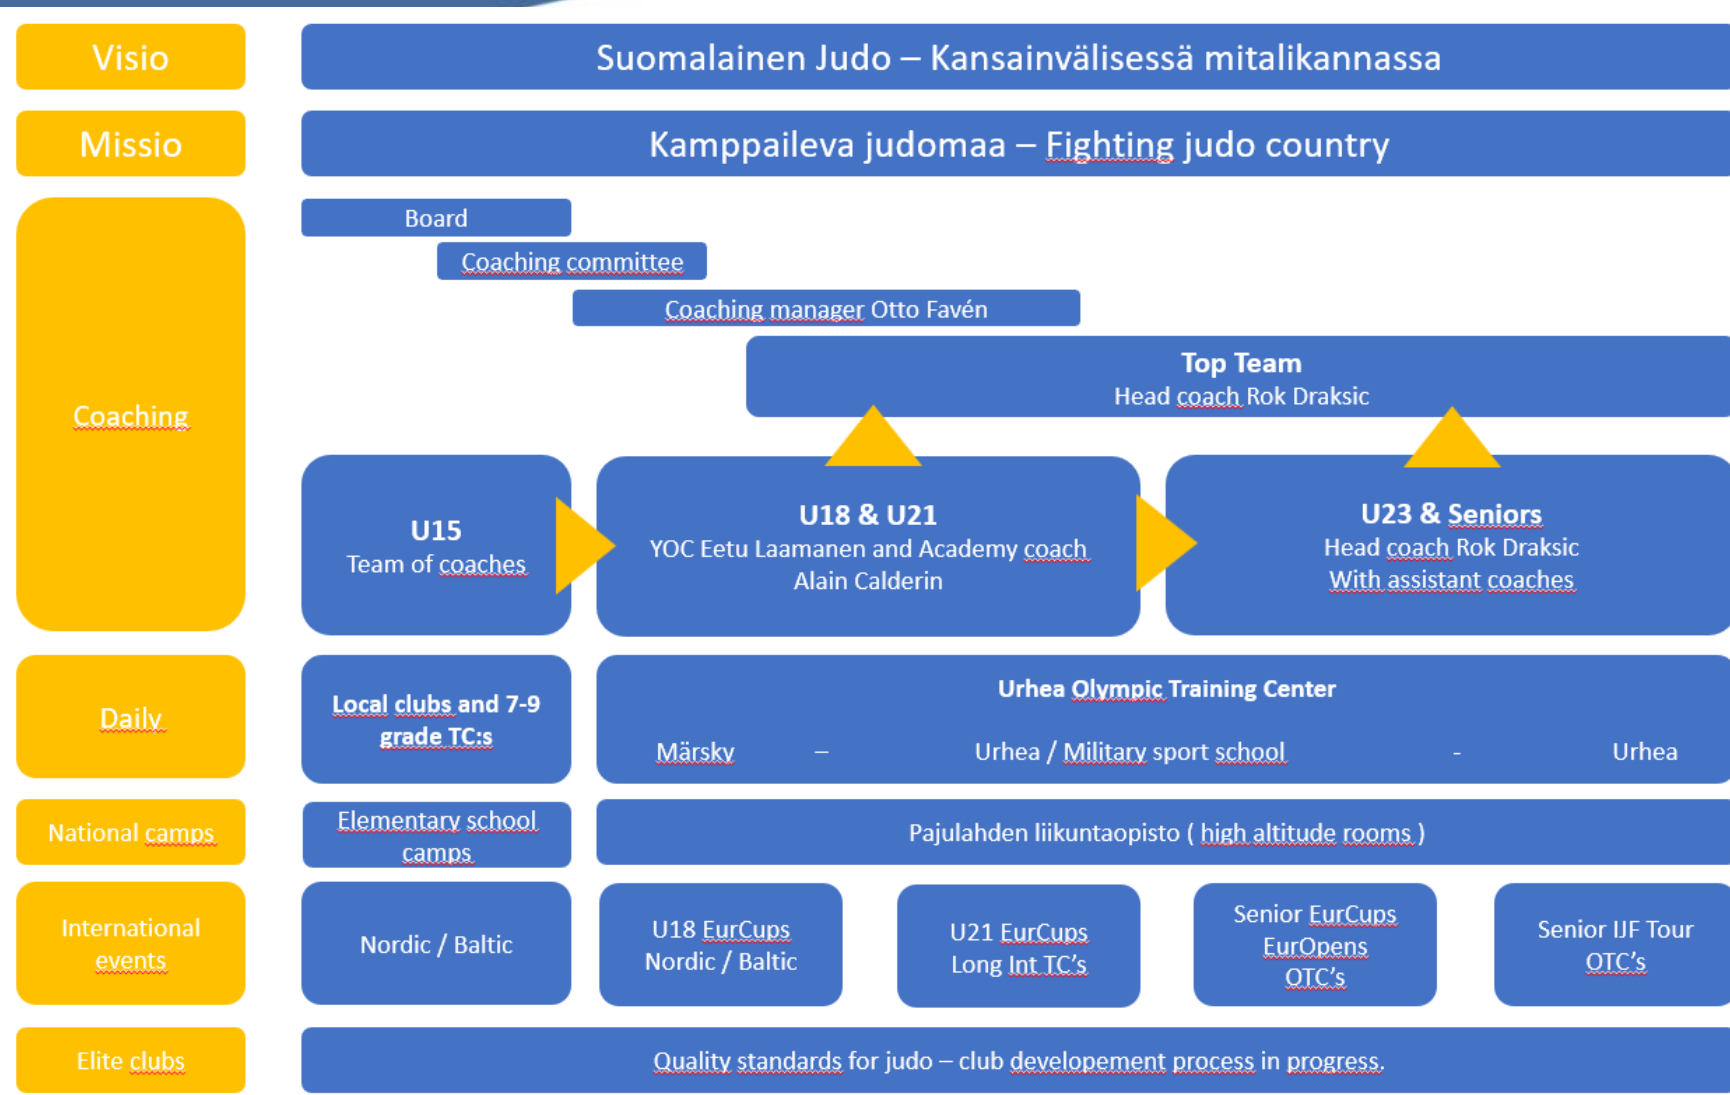 Visio
Suomalainen Judo – Kansainvälisessä mitalikannassa
Missio
Kamppaileva judomaa – Fighting judo country
Coaching
Board
Coaching committee
Coaching manager Otto Favén
Top Team
Head coach Rok Draksic
U15
Team of coaches
U18 & U21
YOC Eetu Laamanen and Academy coach
Alain Calderin
U23 & Seniors
Head coach Rok Draksic
With assistant coaches
Daily
Local clubs and 7-9
grade TC:s
Urhea Olympic Training Center
Märsky – Urhea / Military sport school - Urhea
National camps
Elementary school
camps
Pajulahden liikuntaopisto ( high altitude rooms )
International
events
Nordic / Baltic
U18 EurCups
Nordic / Baltic
U21 EurCups
Long Int TC's
Senior EurCups
EurOpens
OTC's
Senior IJF Tour
OTC's
Elite clubs
Quality standards for judo – club developement process in progress.